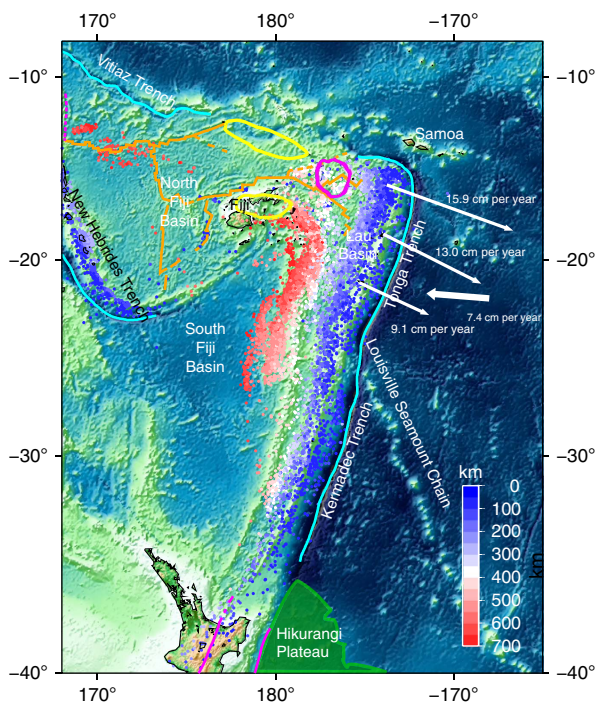 170°
180°
−170°
−10°
−10°
Vitiaz Trench
Samoa
North
Fiji
Basin
Fiji
15.9 cm per year
New Hebrides Trench
Lau
Basin
13.0 cm per year
Tonga Trench
−20°
−20°
7.4 cm per year
9.1 cm per year
South
Fiji
Basin
Louisville Seamount Chain
Kermadec Trench
−30°
−30°
km
0
100
200
300
400
500
600
700
km
Hikurangi
Plateau
−40°
−40°
170°
180°
−170°